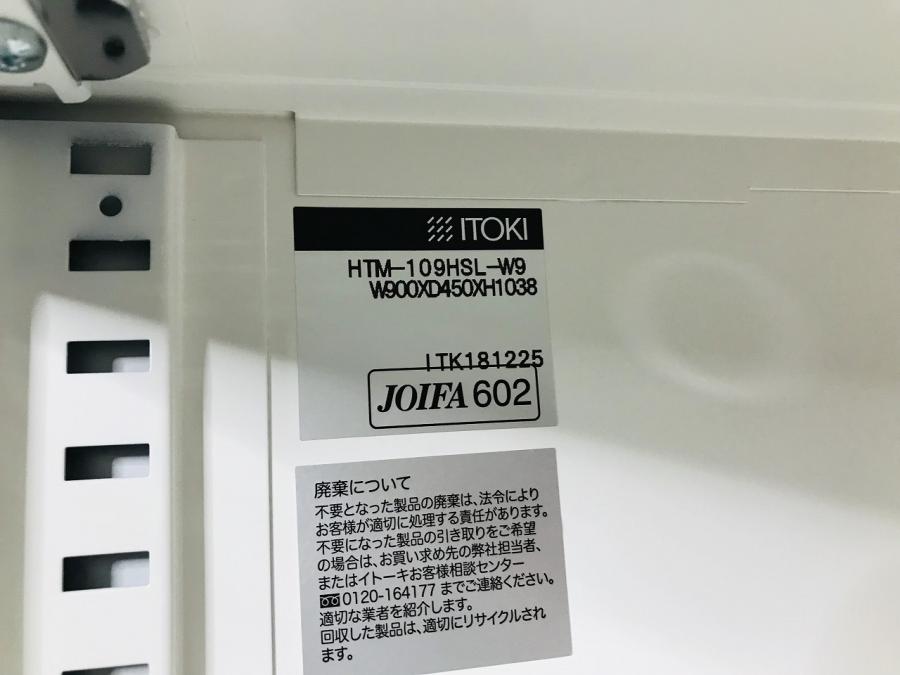 ITOKI
HTM-109HSL-W9
W900XD450XH1038
ITK181225
JOIFA 602
廃棄について
不要となった製品の廃棄は、法令により
お客様が適切に処理する責任があります。
不要になった製品の引き取りをご希望
の場合は、お買い求め先の弊社担当者、
またはイトーキお客様相談センター
0120-164177 までご連絡ください。
適切な業者を紹介します。
回収した製品は、適切にリサイクルされ
ます。